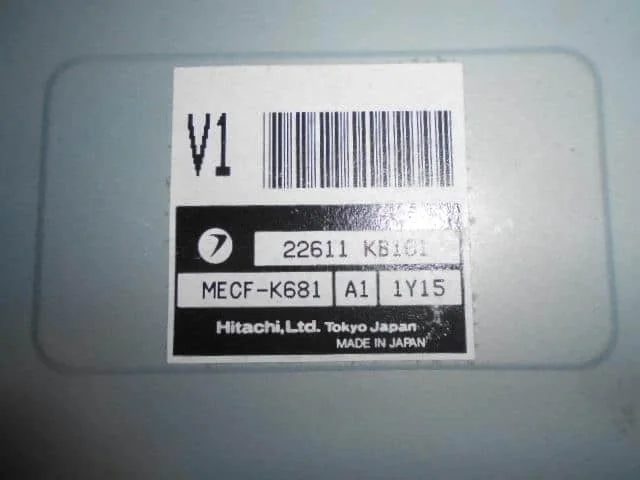 V1
22611 KB161
MECF-K681 A1 1Y15
Hitachi,Ltd. Tokyo Japan
MADE IN JAPAN